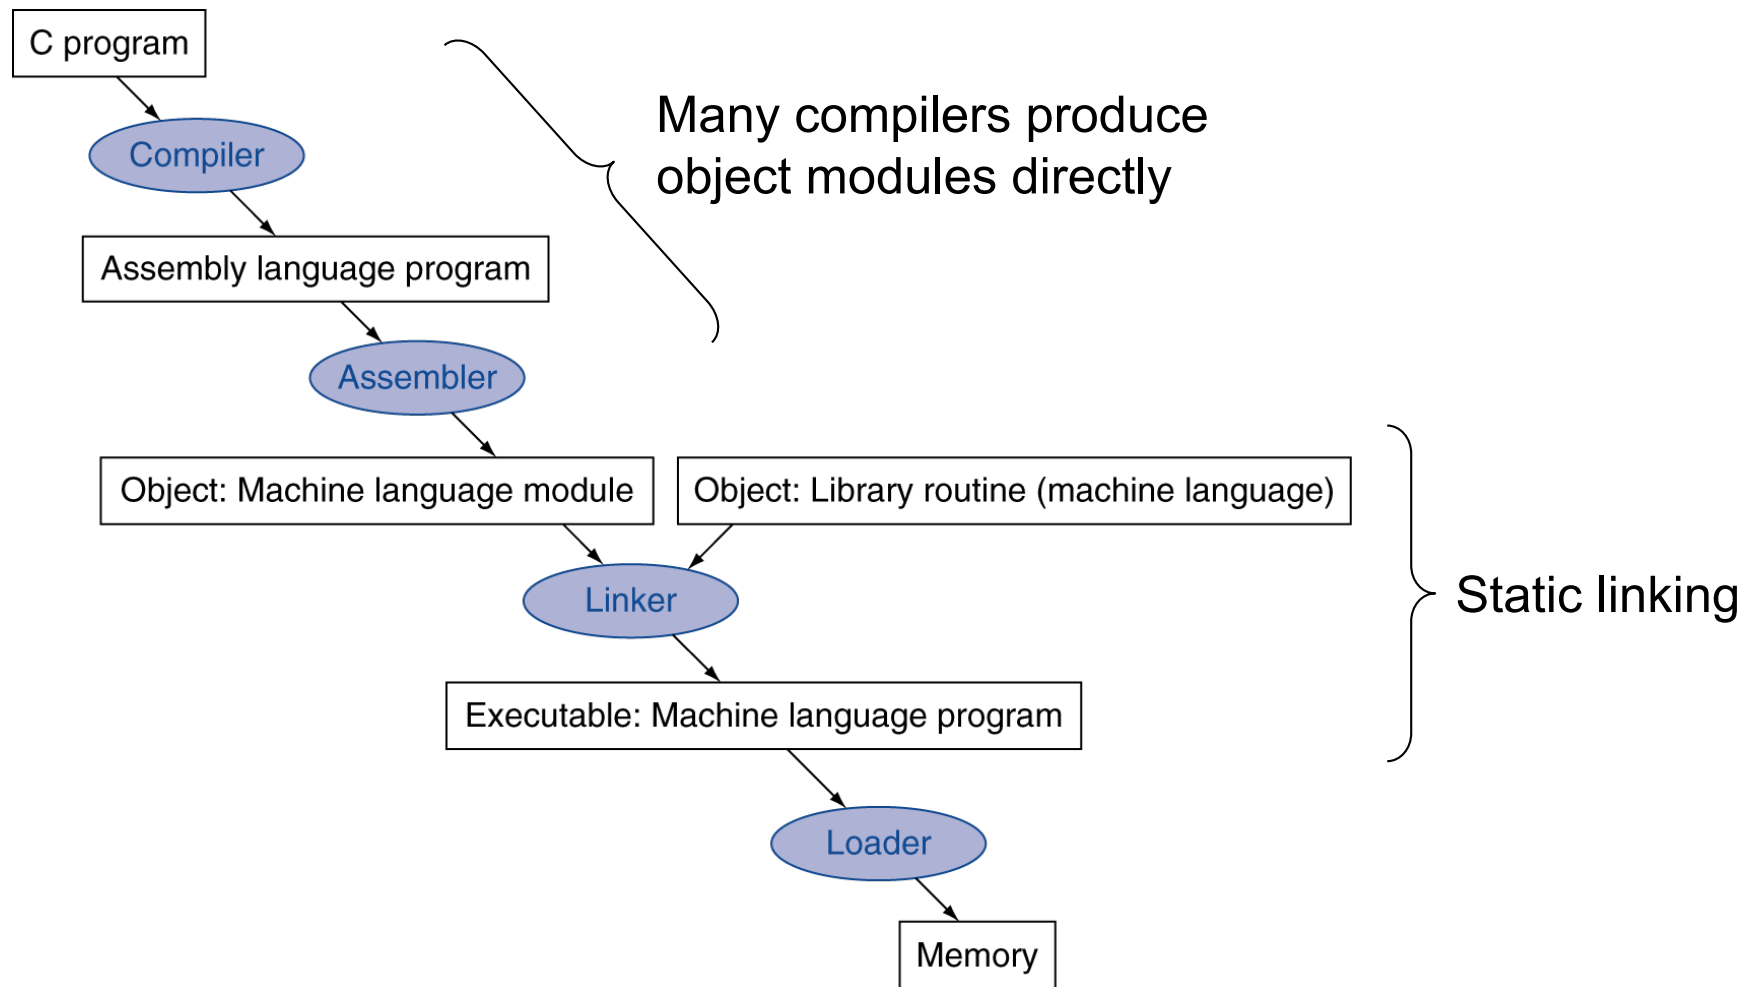 C program
Many compilers produce
object modules directly
Compiler
Assembly language program
Assembler
Object: Machine language module
Object: Library routine (machine language)
Linker
Static linking
Executable: Machine language program
Loader
Memory